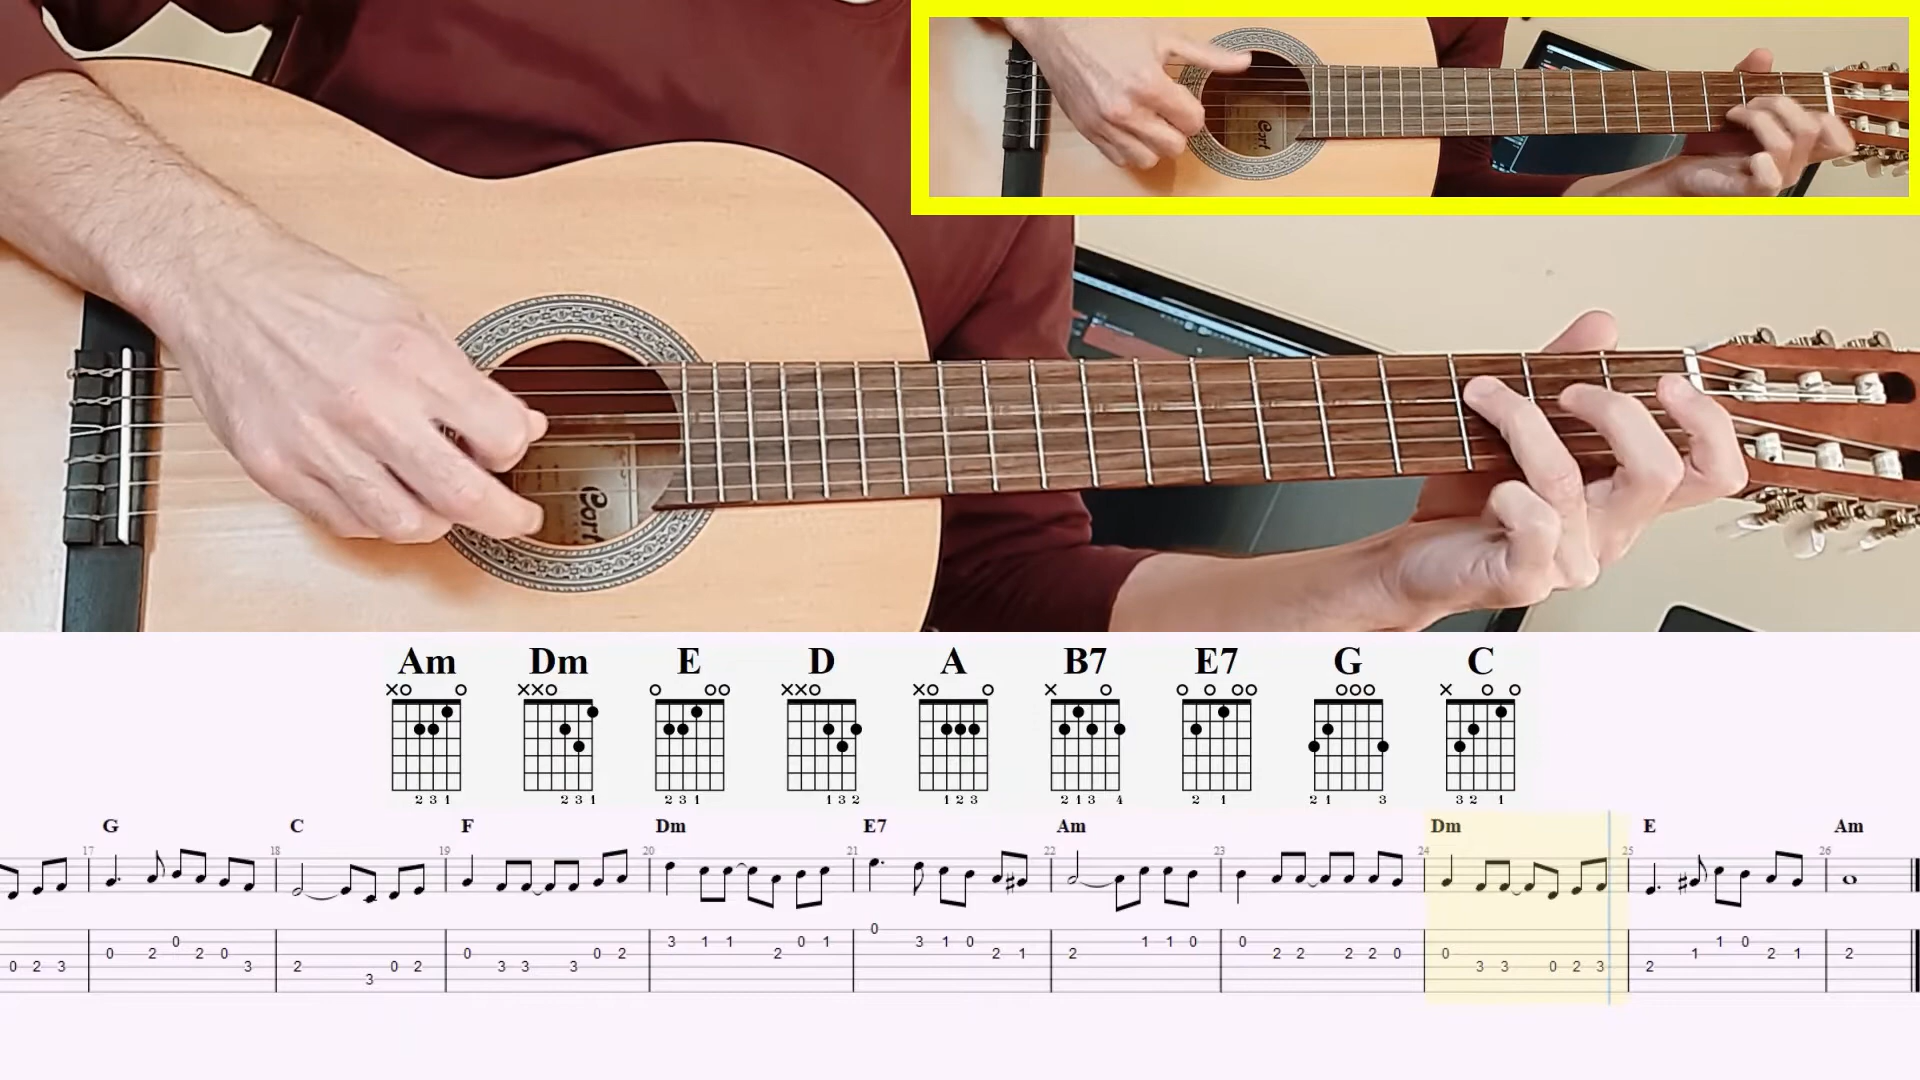 Cort
Cort
Am Dm E D A B7 E7 G C
×○ ○ ××○ ○ ○○ ××○ ×○ ○ × ○ ○ ○ ○○ ○○○ × ○ ○
2 3 1 2 3 1 2 3 1 1 3 2 1 2 3 2 1 3 4 2 1 2 1 3 3 2 1
G C F Dm E7 Am Dm E Am
17 18 19 20 21 22 23 24 25 26
0
0 3 1 1 0 1 3 1 0 1 1 0 0 1 0
0 2 2 0 0 0 2 2 2 1 2 2 2 2 2 0 0 1 2 1 2
0 2 3 3 2 0 2 3 3 3 3 3 0 2 3 2
3